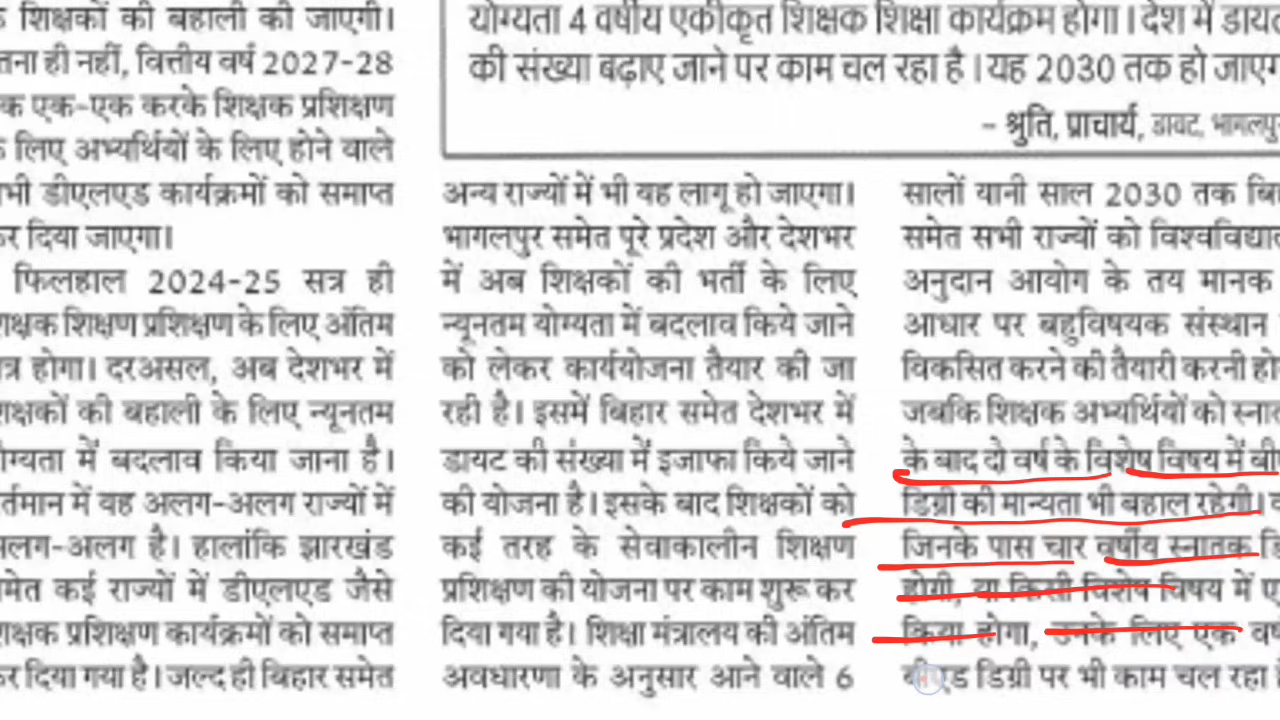 शिक्षकों की बहाली की जाएगी।
तना ही नहीं, वित्तीय वर्ष 2027-28
क एक-एक करके शिक्षक प्रशिक्षण
लिए अभ्यर्थियों के लिए होने वाले
भी डीएलएड कार्यक्रमों को समाप्त
र दिया जाएगा।
फिलहाल 2024-25 सत्र ही
क्षक शिक्षण प्रशिक्षण के लिए अंतिम
त्र होगा। दरअसल, अब देशभर में
क्षकों की बहाली के लिए न्यूनतम
ग्यता में बदलाव किया जाना है।
र्तमान में यह अलग-अलग राज्यों में
लग-अलग है। हालांकि झारखंड
मेत कई राज्यों में डीएलएड जैसे
क्षक प्रशिक्षण कार्यक्रमों को समाप्त
र दिया गया है। जल्द ही बिहार समेत
योग्यता 4 वर्षीय एकीकृत शिक्षक शिक्षा कार्यक्रम होगा। देश में डायट
की संख्या बढ़ाए जाने पर काम चल रहा है। यह 2030 तक हो जाएग
- श्रुति, प्राचार्य, डायट, भागलपु
अन्य राज्यों में भी यह लागू हो जाएगा।
भागलपुर समेत पूरे प्रदेश और देशभर
में अब शिक्षकों की भर्ती के लिए
न्यूनतम योग्यता में बदलाव किये जाने
को लेकर कार्ययोजना तैयार की जा
रही है। इसमें बिहार समेत देशभर में
डायट की संख्या में इजाफा किये जाने
की योजना है। इसके बाद शिक्षकों को
कई तरह के सेवाकालीन शिक्षण
प्रशिक्षण की योजना पर काम शुरू कर
दिया गया है। शिक्षा मंत्रालय की अंतिम
अवधारणा के अनुसार आने वाले 6
सालों यानी साल 2030 तक बि
समेत सभी राज्यों को विश्वविद्या
अनुदान आयोग के तय मानक
आधार पर बहुविषयक संस्थान
विकसित करने की तैयारी करनी हो
जबकि शिक्षक अभ्यर्थियों को स्ना
के बाद दो वर्ष के विशेष विषय में बी
डिग्री की मान्यता भी बहाल रहेगी।
जिनके पास चार वर्षीय स्नातक डि
होगी, या किसी विशेष विषय में ए
किया होगा, उनके लिए एक वर्ष
बीएड डिग्री पर भी काम चल रहा